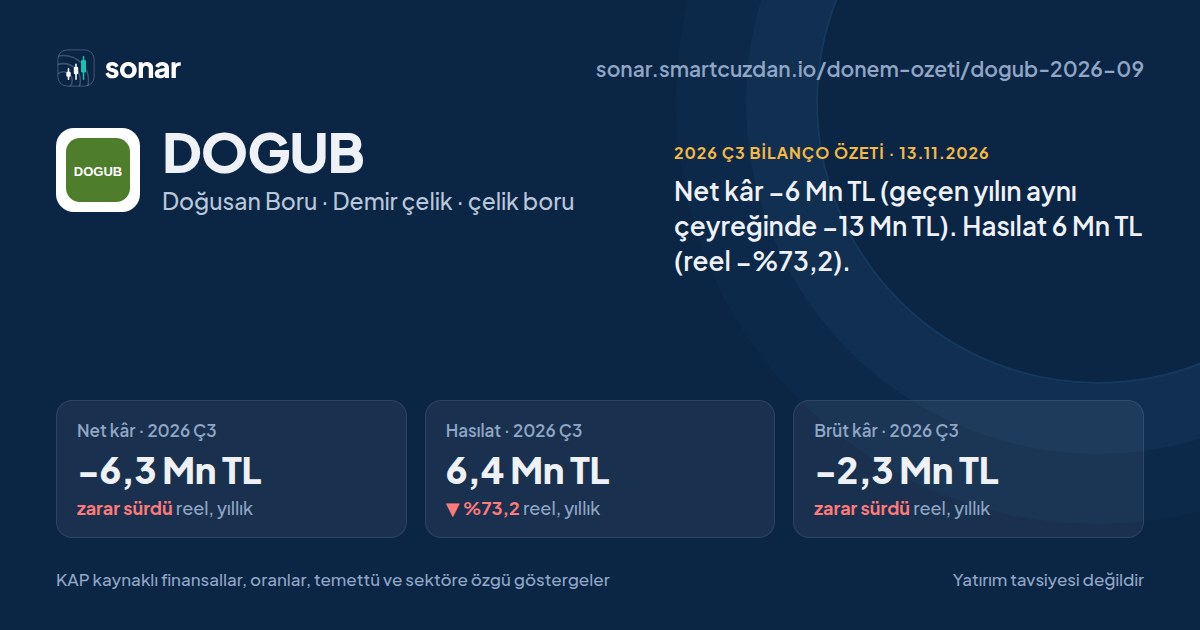 sonar
sonar.smartcuzdan.io/donem-ozeti/dogub-2026-09
DOGUB
DOGUB
Doğusan Boru · Demir çelik · çelik boru
2026 Ç3 BİLANÇO ÖZETİ · 13.11.2026
Net kâr −6 Mn TL (geçen yılın aynı
çeyreğinde −13 Mn TL). Hasılat 6 Mn TL
(reel −%73,2).
Net kâr · 2026 Ç3
−6,3 Mn TL
zarar sürdü reel, yıllık
Hasılat · 2026 Ç3
6,4 Mn TL
▼ %73,2 reel, yıllık
Brüt kâr · 2026 Ç3
−2,3 Mn TL
zarar sürdü reel, yıllık
KAP kaynaklı finansallar, oranlar, temettü ve sektöre özgü göstergeler
Yatırım tavsiyesi değildir